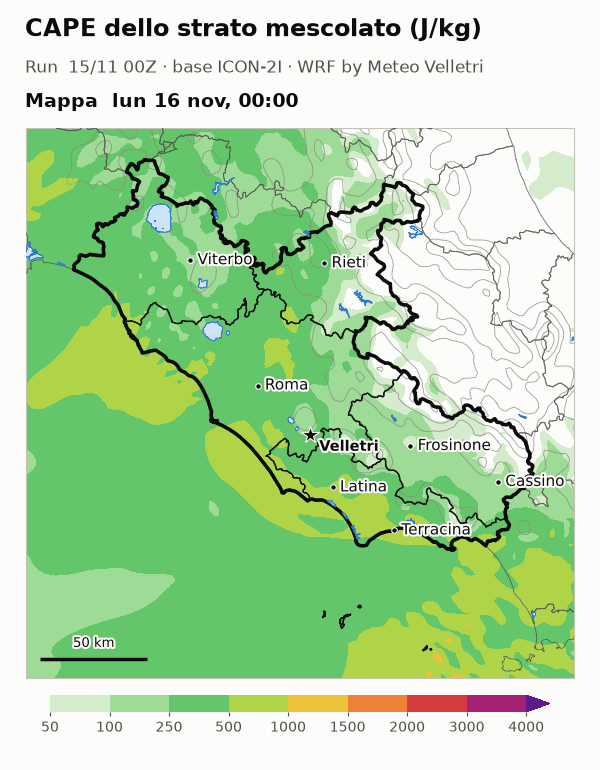 CAPE dello strato mescolato (J/kg)
Run 15/11 00Z · base ICON-2I · WRF by Meteo Velletri
Mappa lun 16 nov, 00:00
Viterbo
Rieti
Roma
Velletri
Frosinone
Latina
Cassino
Terracina
50 km
50 100 250 500 1000 1500 2000 3000 4000